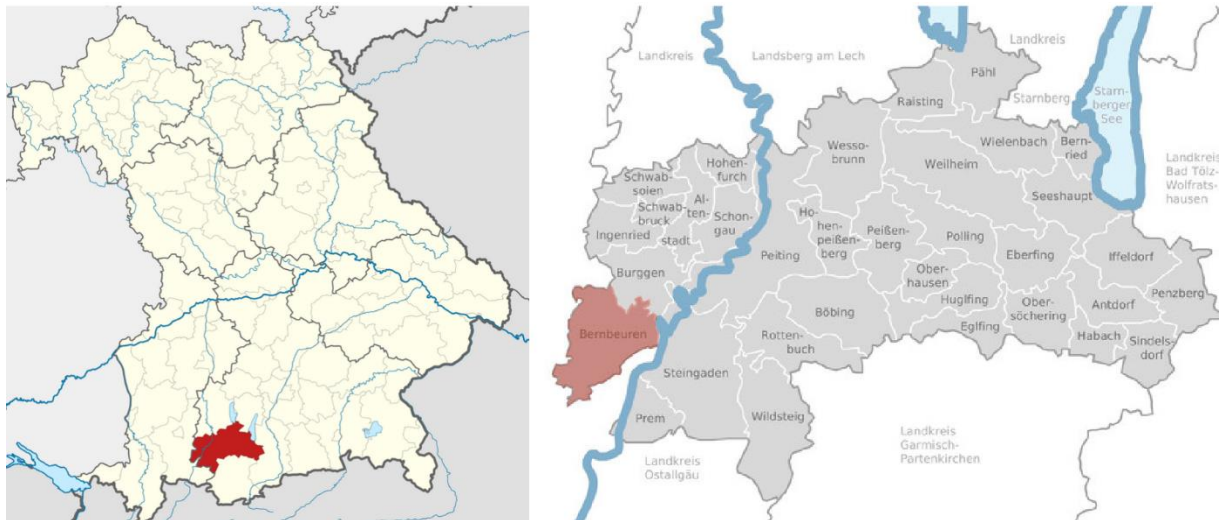 Landkreis
Landsberg am Lech
Landkreis
Pähl
Starnberg
Starn-
berger
See
Raisting
Wielenbach
Bern-
ried
Wesso-
brunn
Weilheim
Landkreis
Bad Tölz-
Wolfrats-
hausen
Hohen-
furch
Schwab-
soien
Schwab-
bruck
Al-
ten-
stadt
Schon-
gau
Ingenried
Seeshaupt
Ho-
hen-
peißen-
berg
Peißen-
berg
Polling
Eberfing
Iffeldorf
Peiting
Burggen
Ober-
hausen
Huglfing
Ober-
söchering
Antdorf
Penzberg
Böbing
Eglfing
Habach
Sindels-
dorf
Bernbeuren
Rotten-
buch
Steingaden
Prem
Wildsteig
Landkreis
Garmisch-
Partenkirchen
Landkreis
Ostallgäu